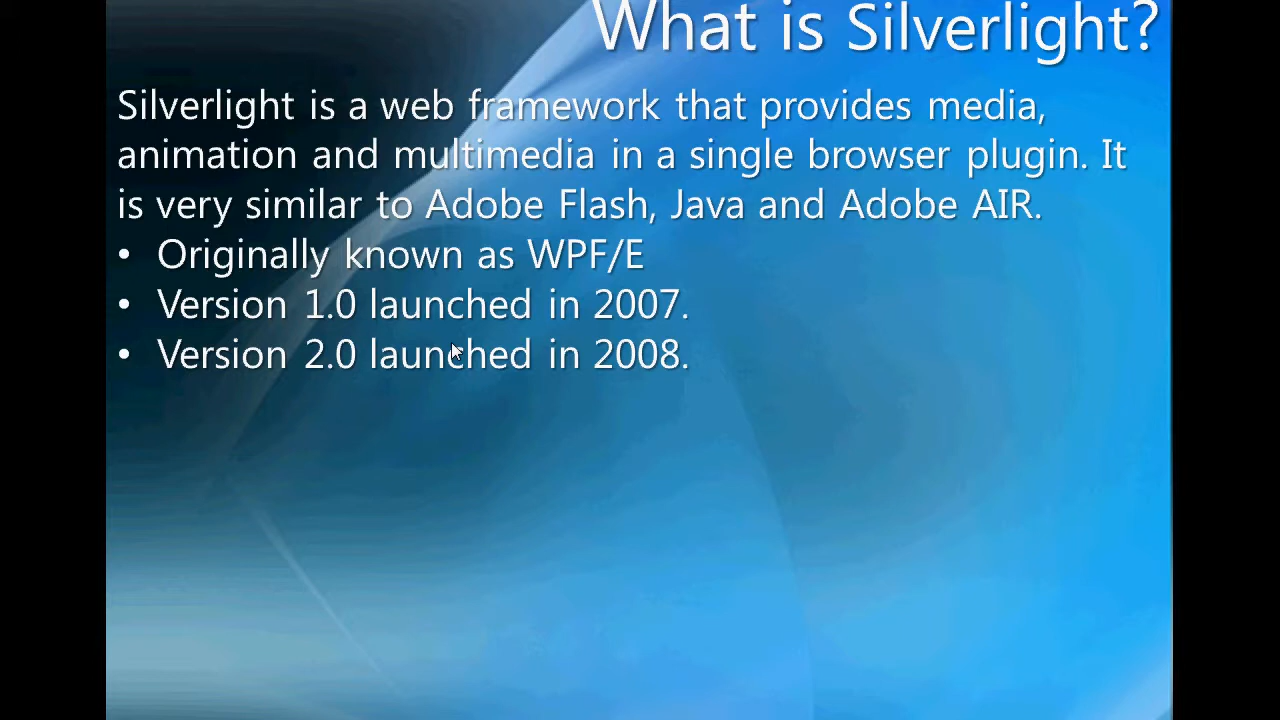 What is Silverlight?
Silverlight is a web framework that provides media,
animation and multimedia in a single browser plugin. It
is very similar to Adobe Flash, Java and Adobe AIR.
• Originally known as WPF/E
• Version 1.0 launched in 2007.
• Version 2.0 launched in 2008.